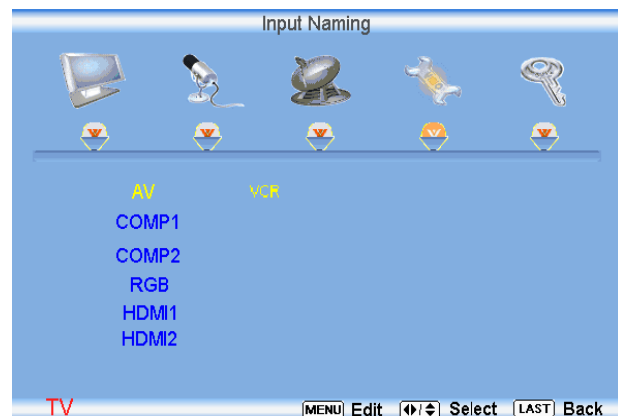 Input Naming
AV VCR
COMP1
COMP2
RGB
HDMI1
HDMI2
TV MENU Edit Select LAST Back